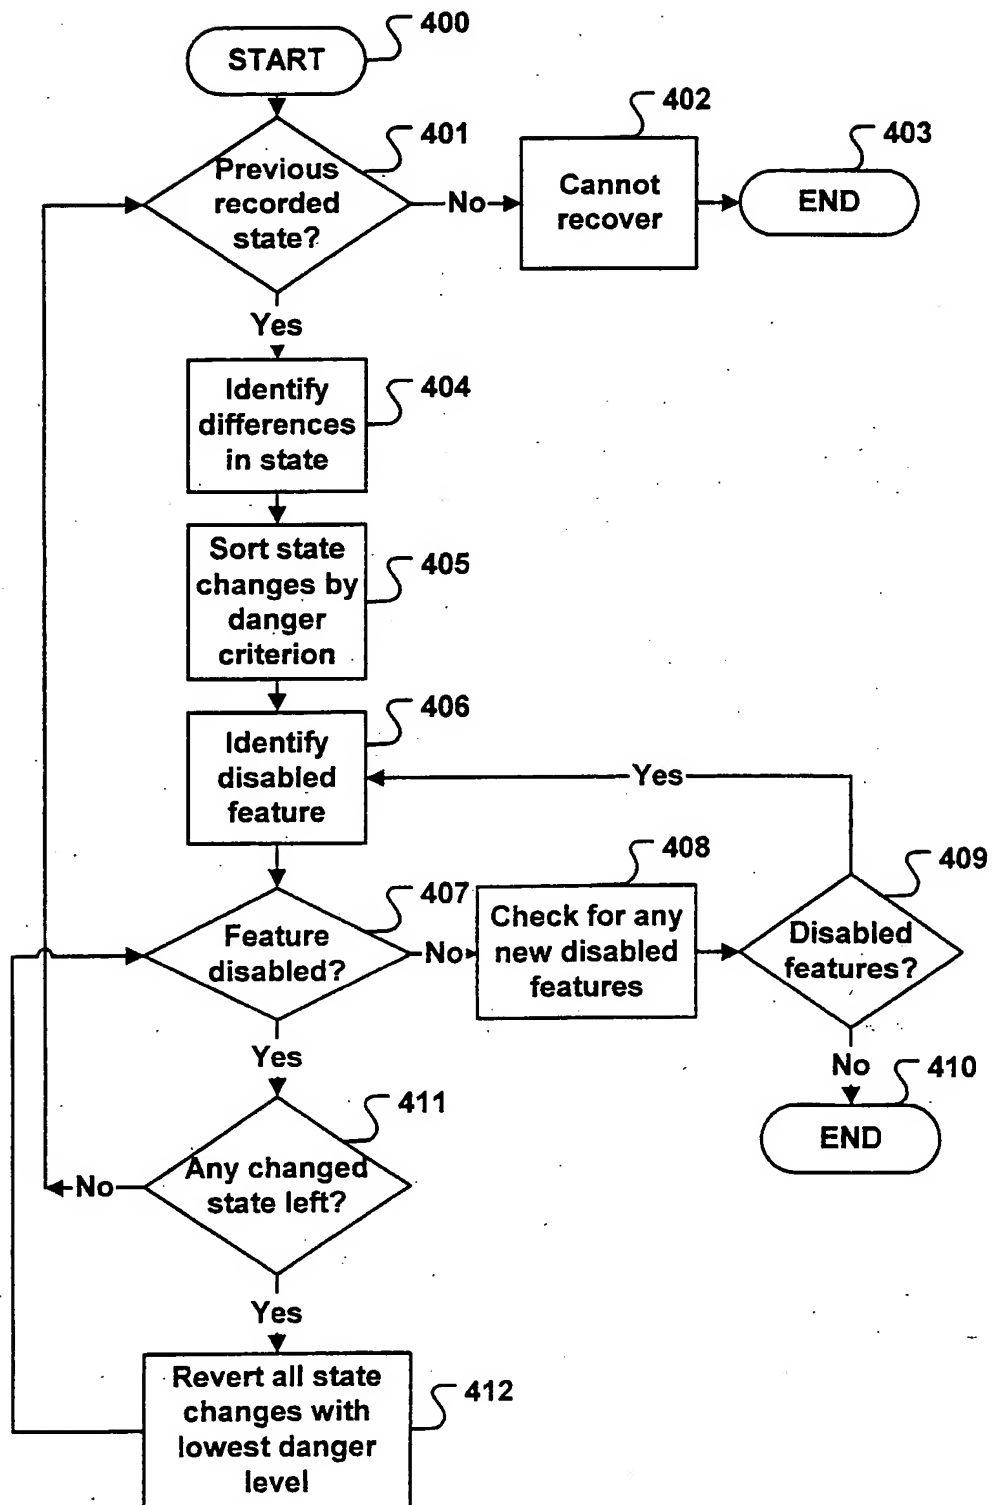 START
400
401
Previous
recorded
state?
No
402
Cannot
recover
403
END
Yes
404
Identify
differences
in state
405
Sort state
changes by
danger
criterion
406
Identify
disabled
feature
Yes
407
Feature
disabled?
No
408
Check for any
new disabled
features
409
Disabled
features?
Yes
No
410
END
411
Any changed
state left?
No
Yes
412
Revert all state
changes with
lowest danger
level